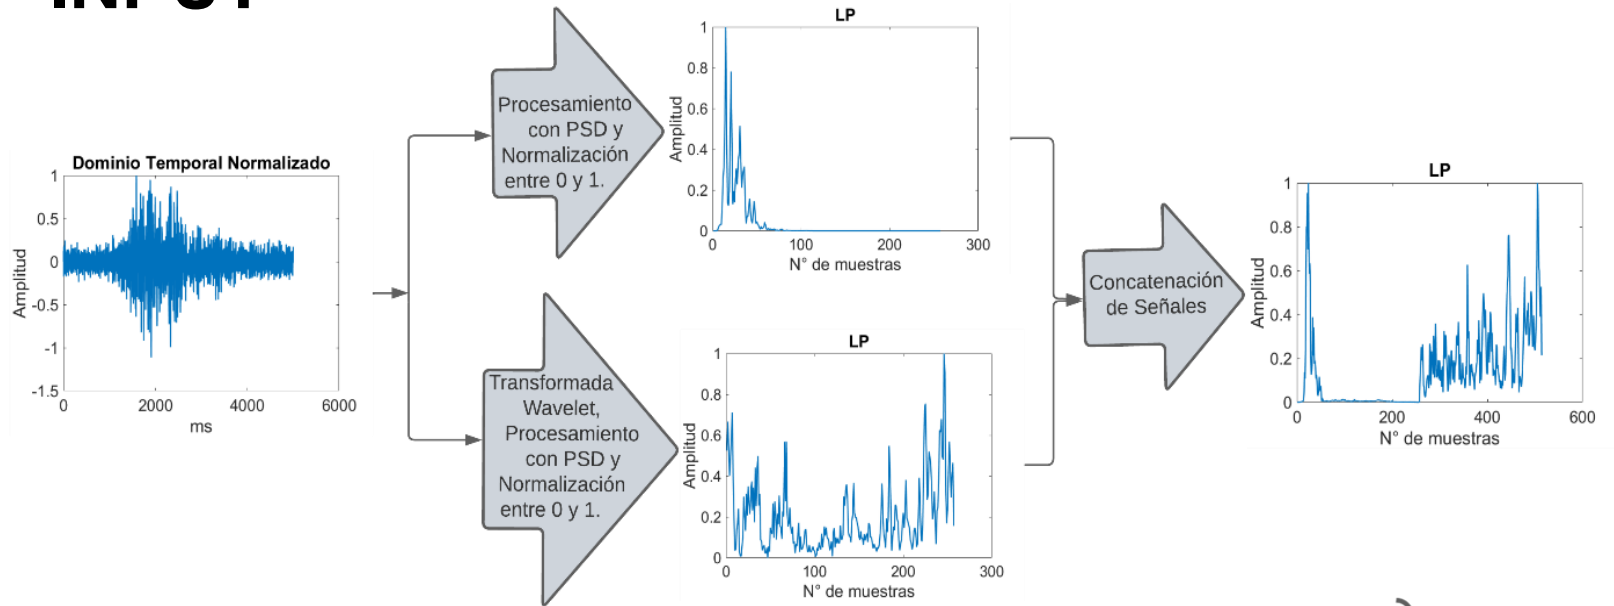 INPUT
Dominio Temporal Normalizado
Amplitud
1
0.5
0
-0.5
-1
-1.5
0 2000 4000 6000
ms
Procesamiento
con PSD y
Normalización
entre 0 y 1.
LP
Amplitud
1
0.8
0.6
0.4
0.2
0
0 100 200 300
N° de muestras
Transformada
Wavelet,
Procesamiento
con PSD y
Normalización
entre 0 y 1.
LP
Amplitud
1
0.8
0.6
0.4
0.2
0
0 100 200 300
N° de muestras
Concatenación
de Señales
LP
Amplitud
1
0.8
0.6
0.4
0.2
0
0 200 400 600
N° de muestras